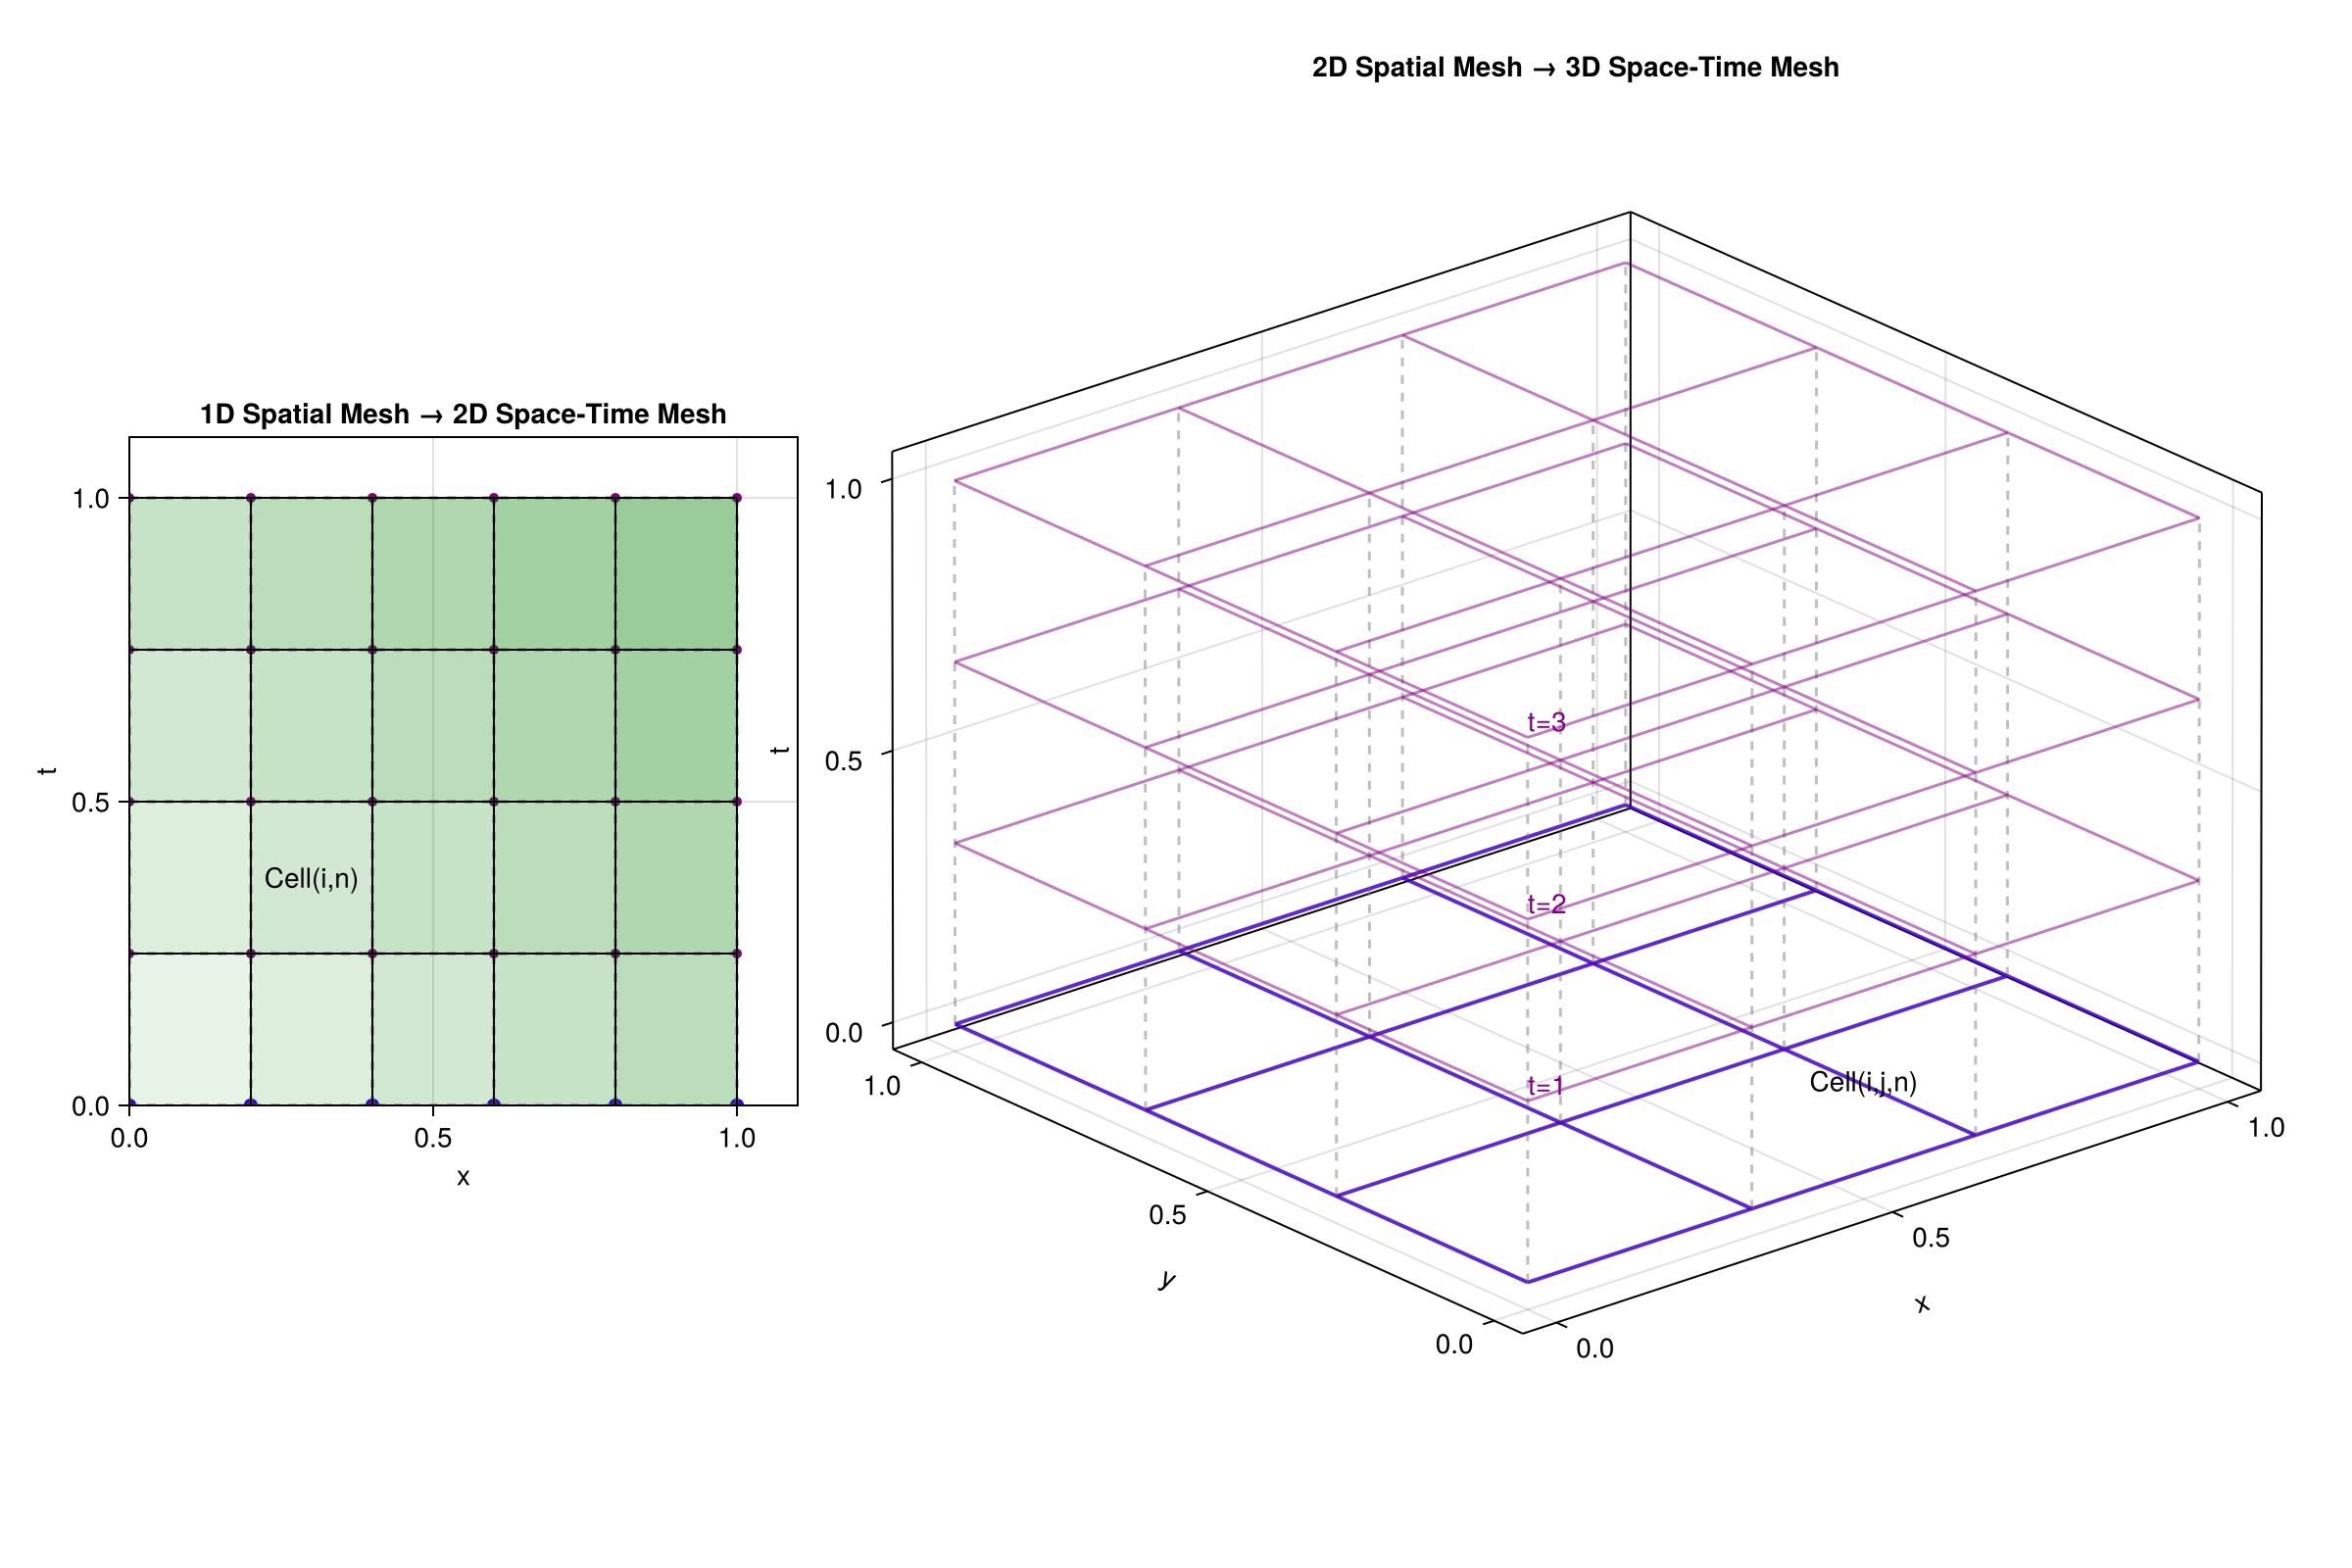 2D Spatial Mesh → 3D Space-Time Mesh
1D Spatial Mesh → 2D Space-Time Mesh
1.0
0.5
0.0
t
Cell(i,n)
0.0
0.5
1.0
x
t
1.0
0.5
0.0
t=3
t=2
t=1
Cell(i,j,n)
1.0
0.5
0.0
y
0.0
0.5
1.0
x